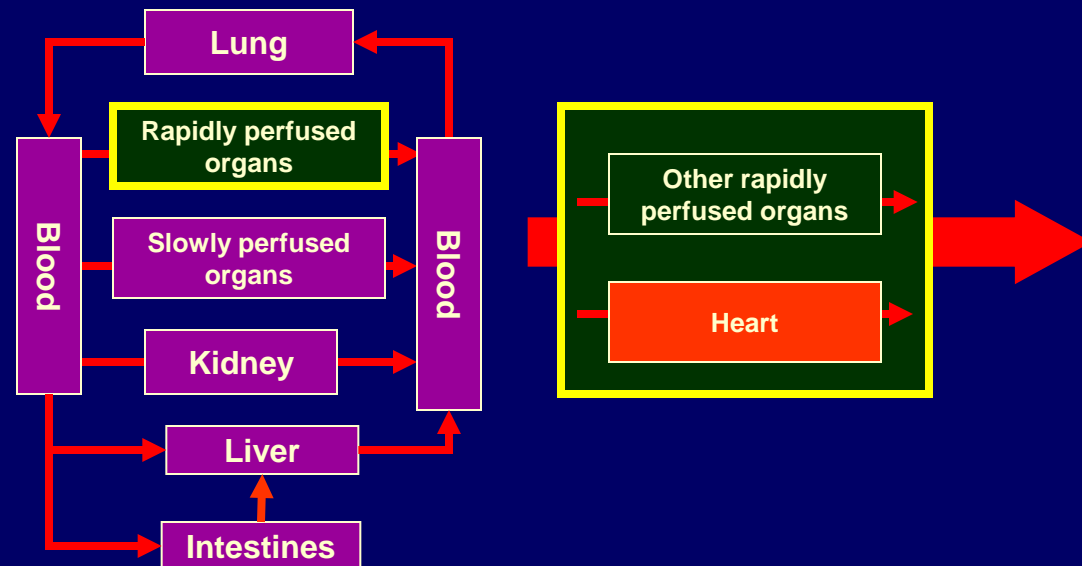 Lung
Rapidly perfused
organs
Blood
Slowly perfused
organs
Blood
Kidney
Liver
Intestines
Other rapidly
perfused organs
Heart